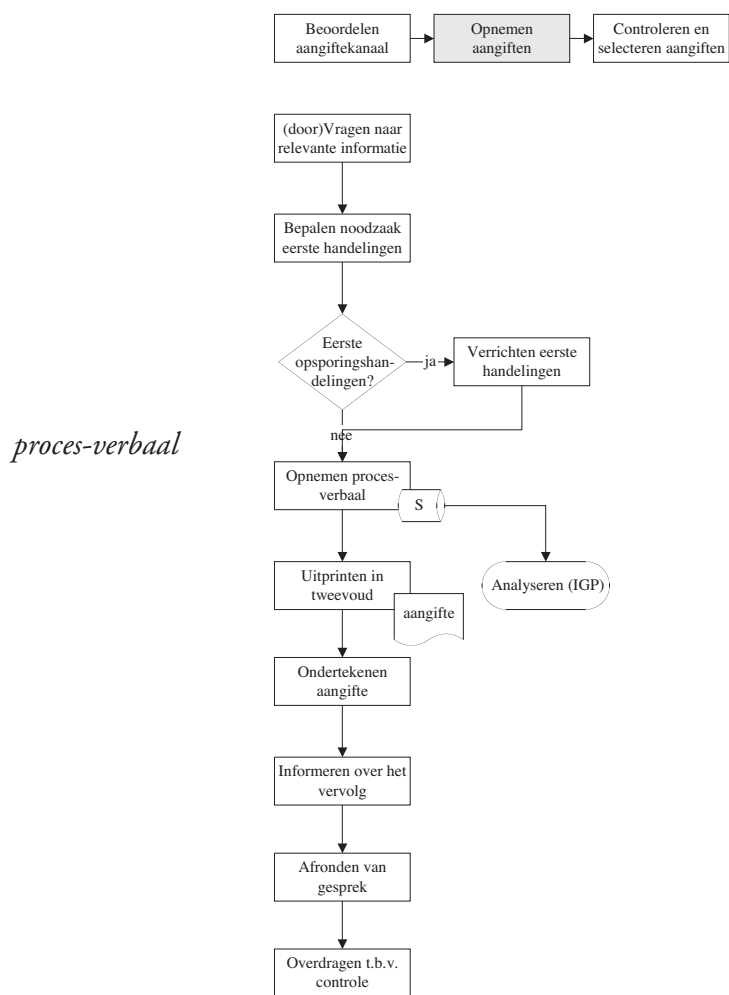 Beoordelen
aangiftekanaal
Opnemen
aangiften
Controleren en
selecteren aangiften
(door)Vragen naar
relevante informatie
Bepalen noodzaak
eerste handelingen
Eerste
opsporingshan-
delingen?
ja
Verrichten eerste
handelingen
nee
proces-verbaal
Opnemen proces-
verbaal
S
Analyseren (IGP)
Uitprinten in
tweevoud
aangifte
Ondertekenen
aangifte
Informeren over het
vervolg
Afronden van
gesprek
Overdragen t.b.v.
controle